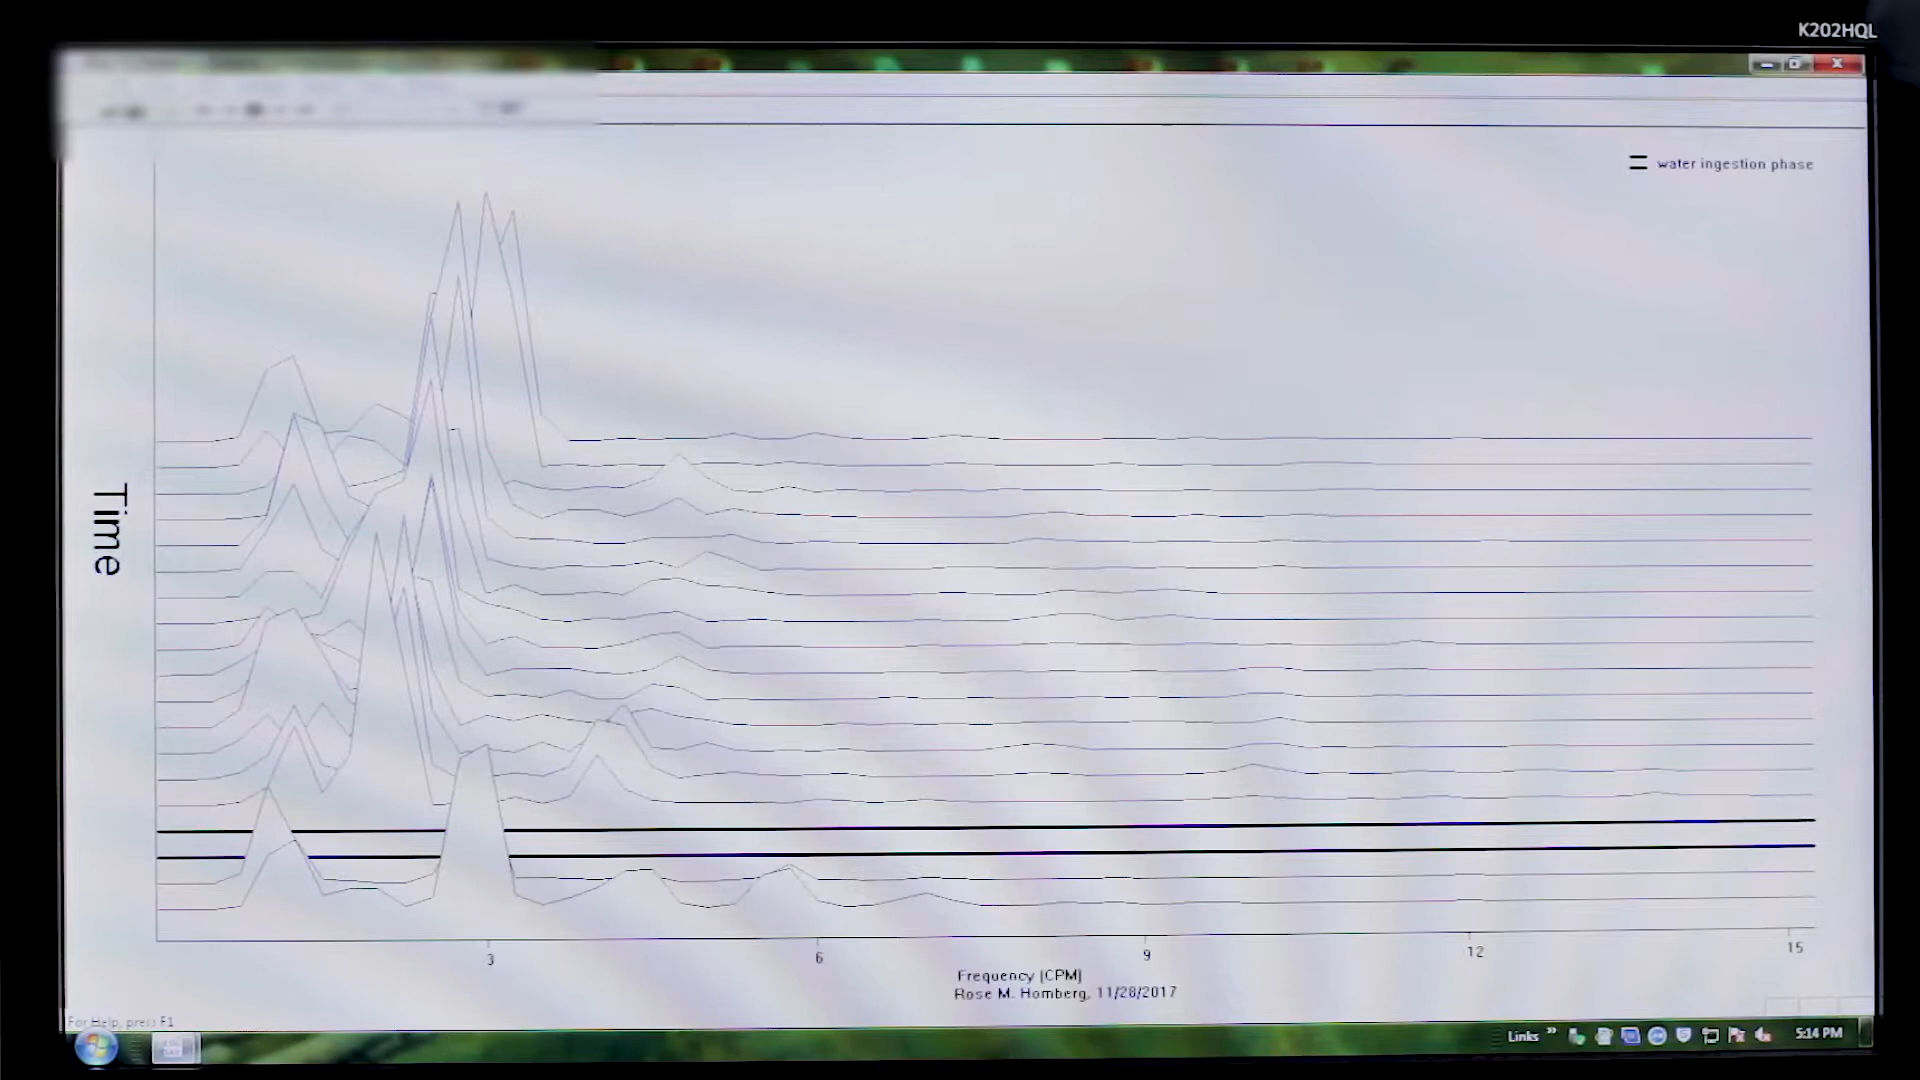 K202HQL
water ingestion phase
Time
3
6
9
12
15
Frequency (CPM)
Rose M. Homberg, 11/28/2017
For Help, press F1
Links
5:14 PM